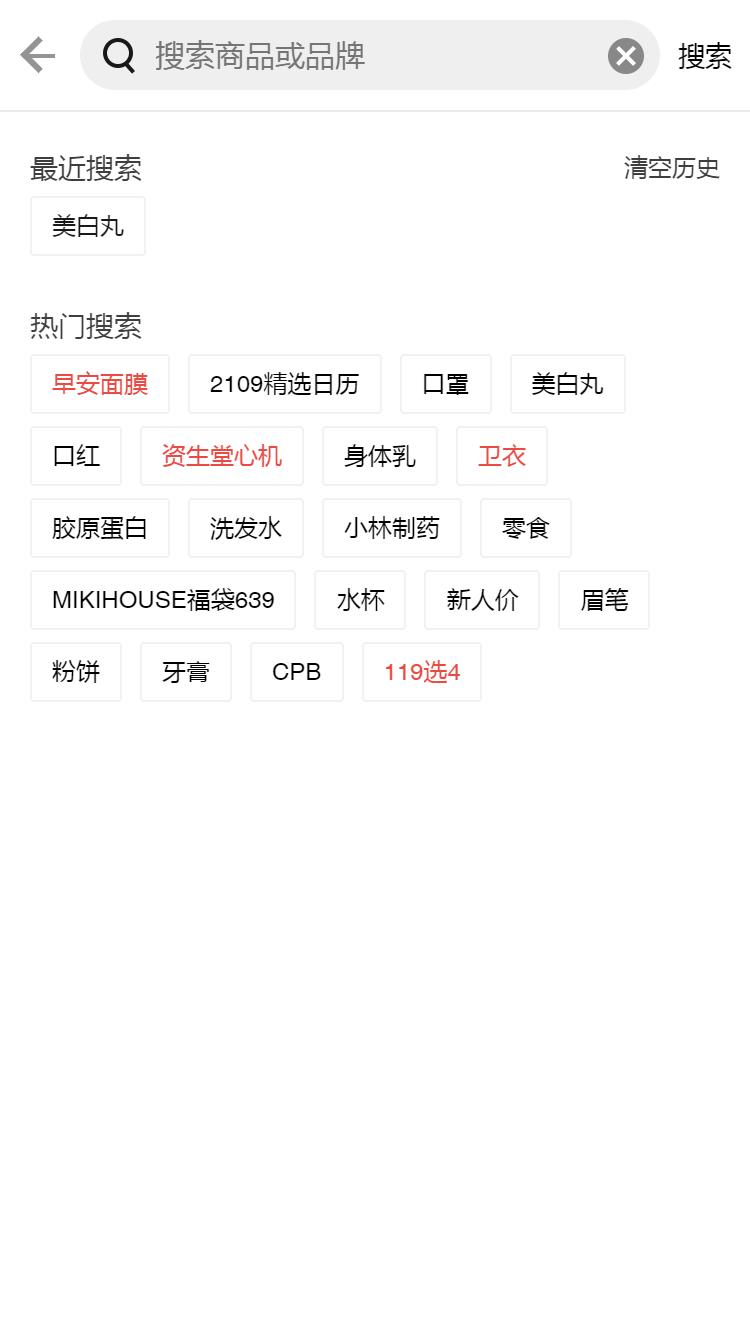 搜索商品或品牌 搜索
最近搜索 清空历史
美白丸
热门搜索
早安面膜 2109精选日历 口罩 美白丸
口红 资生堂心机 身体乳 卫衣
胶原蛋白 洗发水 小林制药 零食
MIKIHOUSE福袋639 水杯 新人价 眉笔
粉饼 牙膏 CPB 119选4